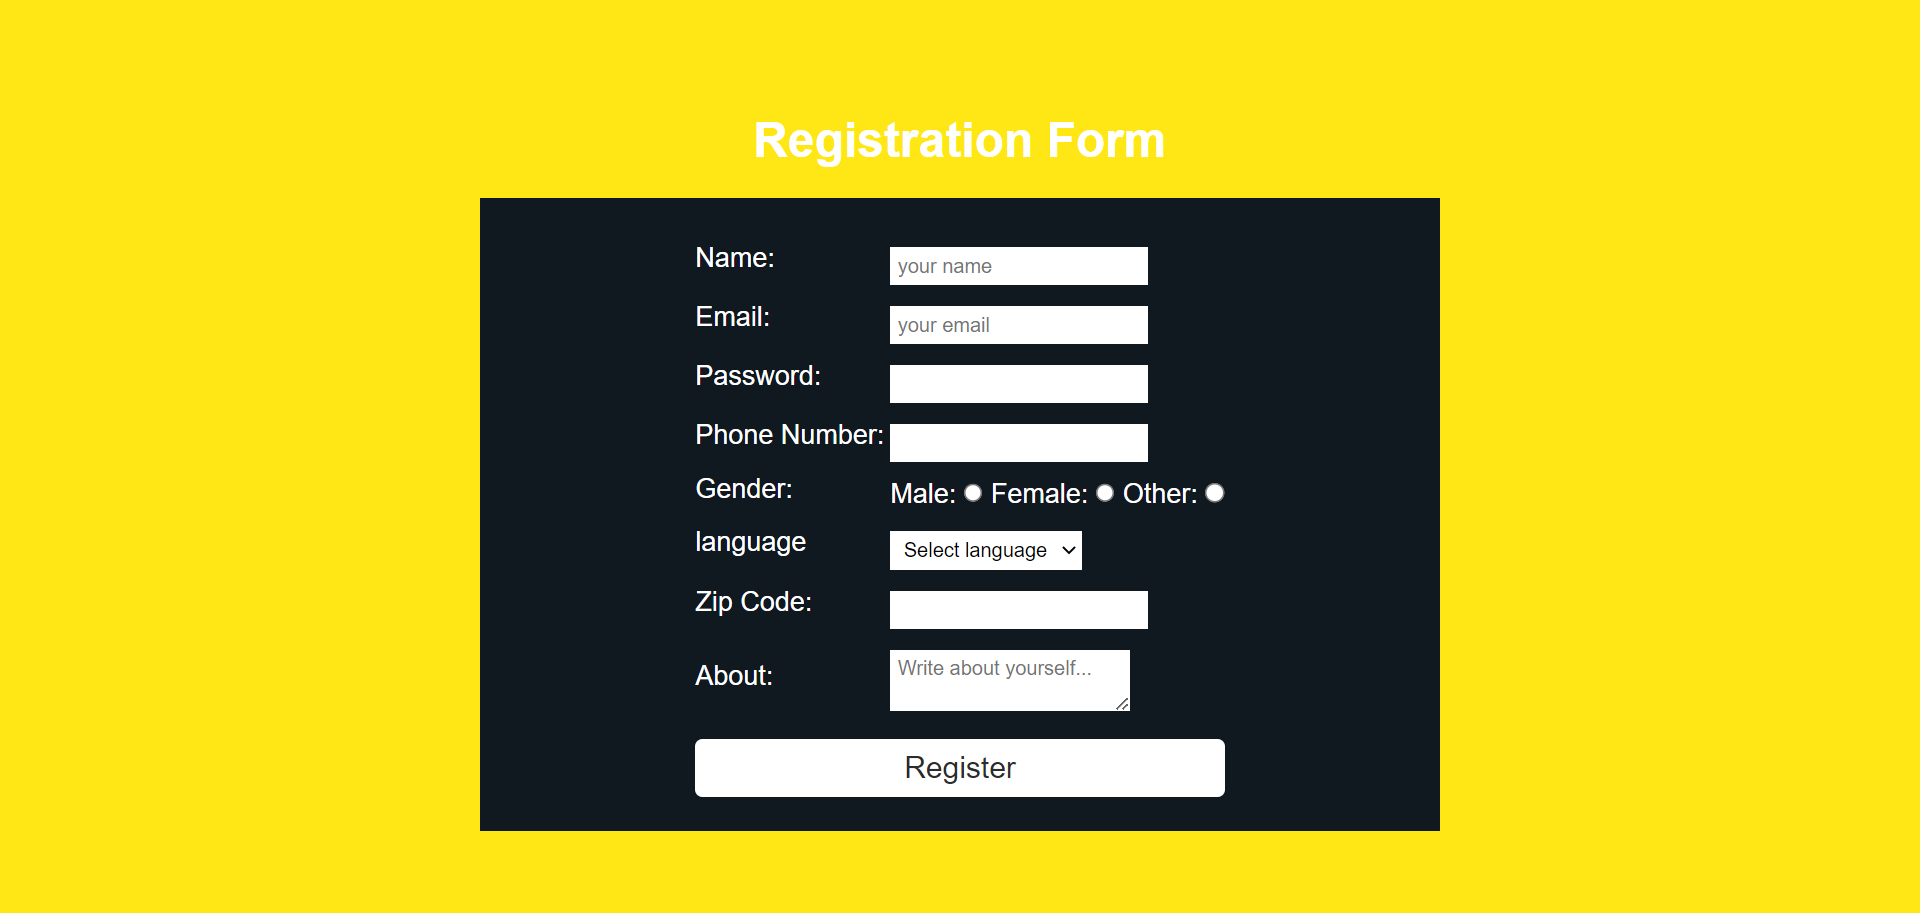 Registration Form
Name: your name
Email: your email
Password:
Phone Number:
Gender: Male: Female: Other:
language Select language
Zip Code:
About: Write about yourself...
Register